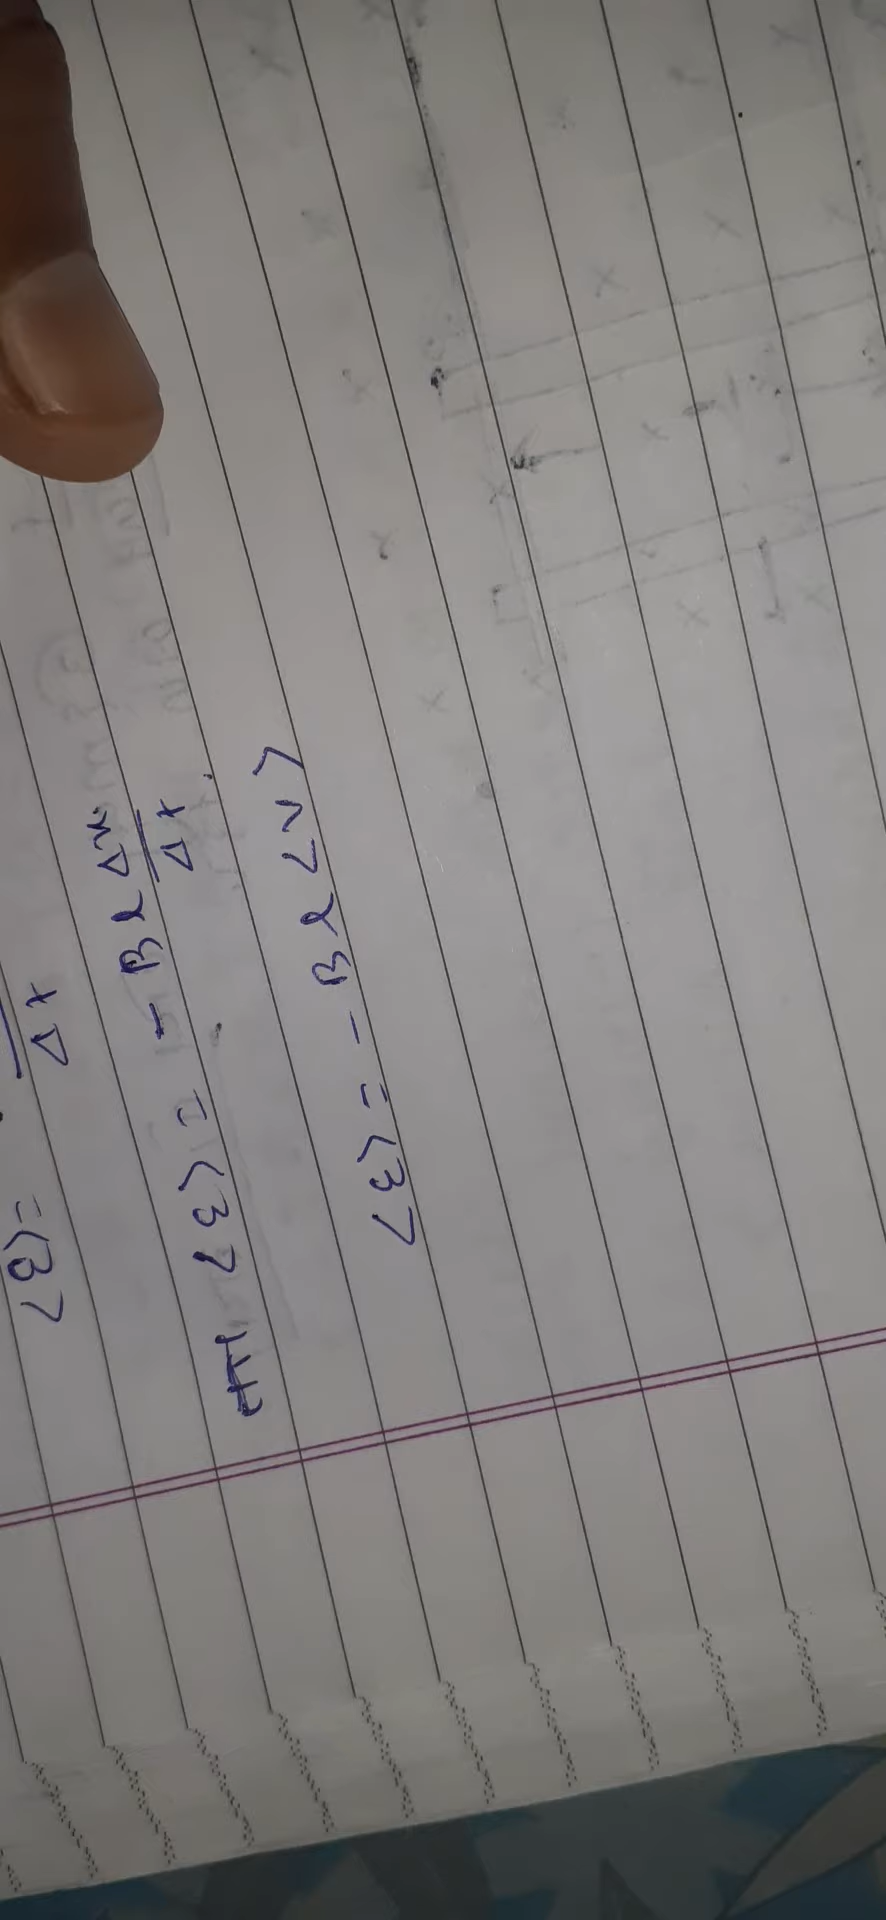 <ε> =
Δt
<ε> = - Bl Δx
Δt
<ε> = - Bl <v>